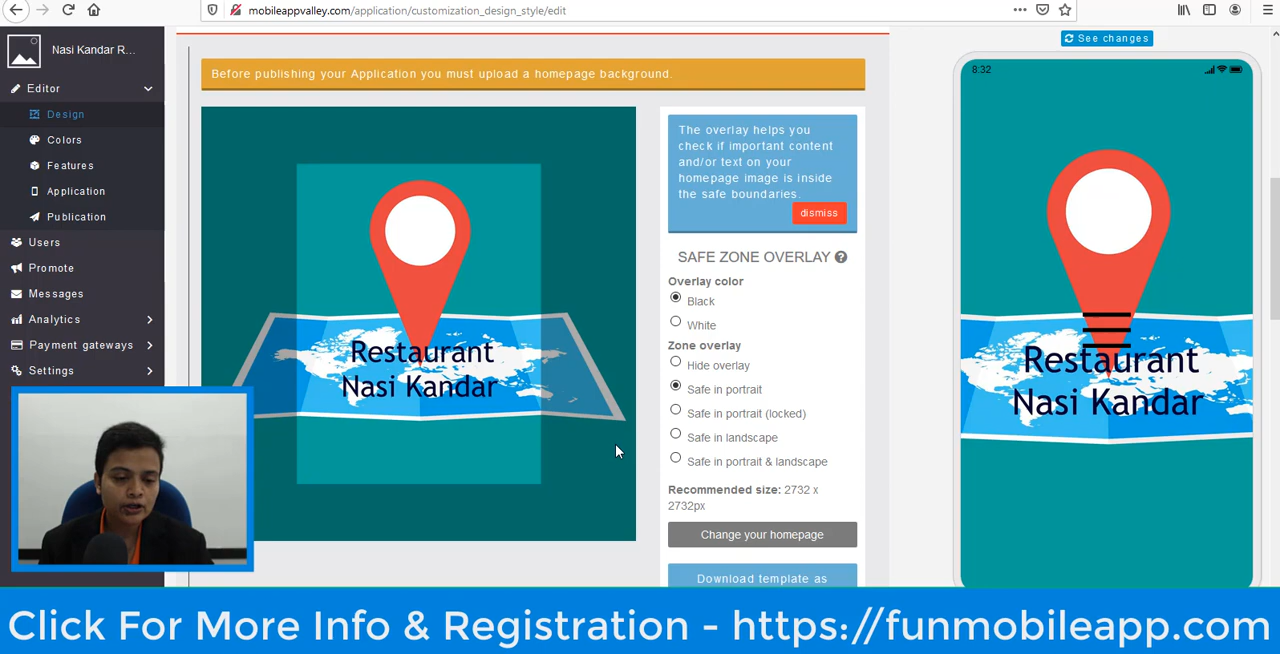 mobileappvalley.com/application/customization_design_style/edit
Nasi Kandar R...
Editor
Design
Colors
Features
Application
Publication
Users
Promote
Messages
Analytics
Payment gateways
Settings
Before publishing your Application you must upload a homepage background.
Restaurant
Nasi Kandar
The overlay helps you
check if important content
and/or text on your
homepage image is inside
the safe boundaries.
dismiss
SAFE ZONE OVERLAY
Overlay color
Black
White
Zone overlay
Hide overlay
Safe in portrait
Safe in portrait (locked)
Safe in landscape
Safe in portrait & landscape
Recommended size: 2732 x
2732px
Change your homepage
Download template as
See changes
8:32
Restaurant
Nasi Kandar
Click For More Info & Registration - https://funmobileapp.com